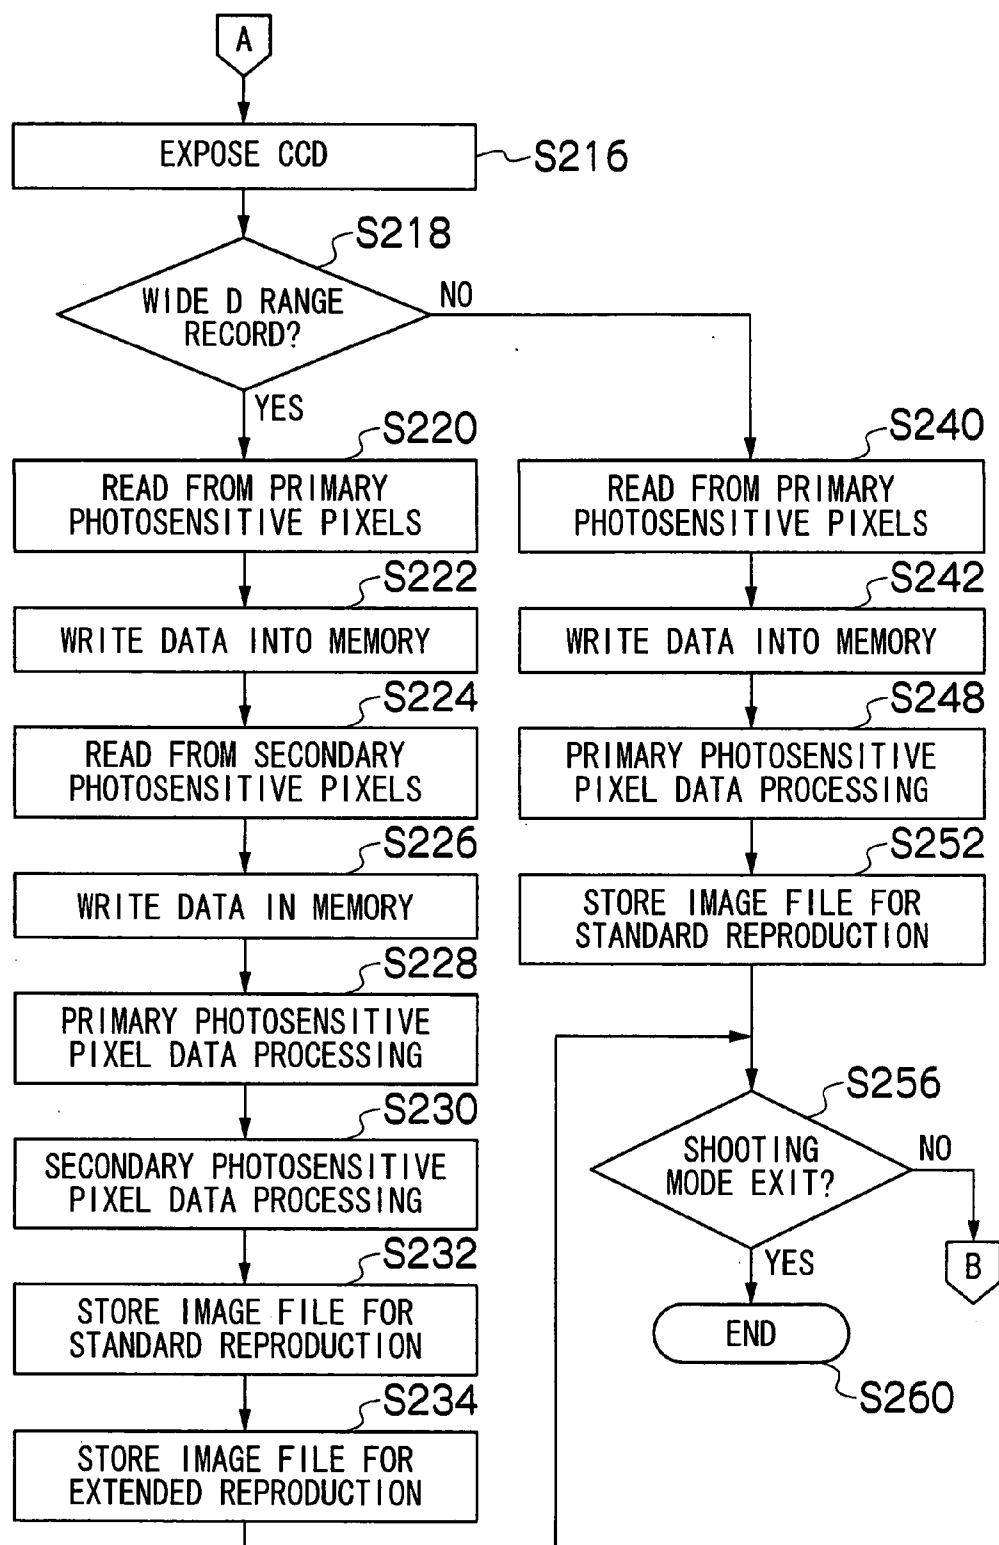 A
EXPOSE CCD
S216
S218
WIDE D RANGE
RECORD?
NO
YES
S220
READ FROM PRIMARY
PHOTOSENSITIVE PIXELS
S222
WRITE DATA INTO MEMORY
S224
READ FROM SECONDARY
PHOTOSENSITIVE PIXELS
S226
WRITE DATA IN MEMORY
S228
PRIMARY PHOTOSENSITIVE
PIXEL DATA PROCESSING
S230
SECONDARY PHOTOSENSITIVE
PIXEL DATA PROCESSING
S232
STORE IMAGE FILE FOR
STANDARD REPRODUCTION
S234
STORE IMAGE FILE FOR
EXTENDED REPRODUCTION
S240
READ FROM PRIMARY
PHOTOSENSITIVE PIXELS
S242
WRITE DATA INTO MEMORY
S248
PRIMARY PHOTOSENSITIVE
PIXEL DATA PROCESSING
S252
STORE IMAGE FILE FOR
STANDARD REPRODUCTION
S256
SHOOTING
MODE EXIT?
NO
B
YES
END
S260